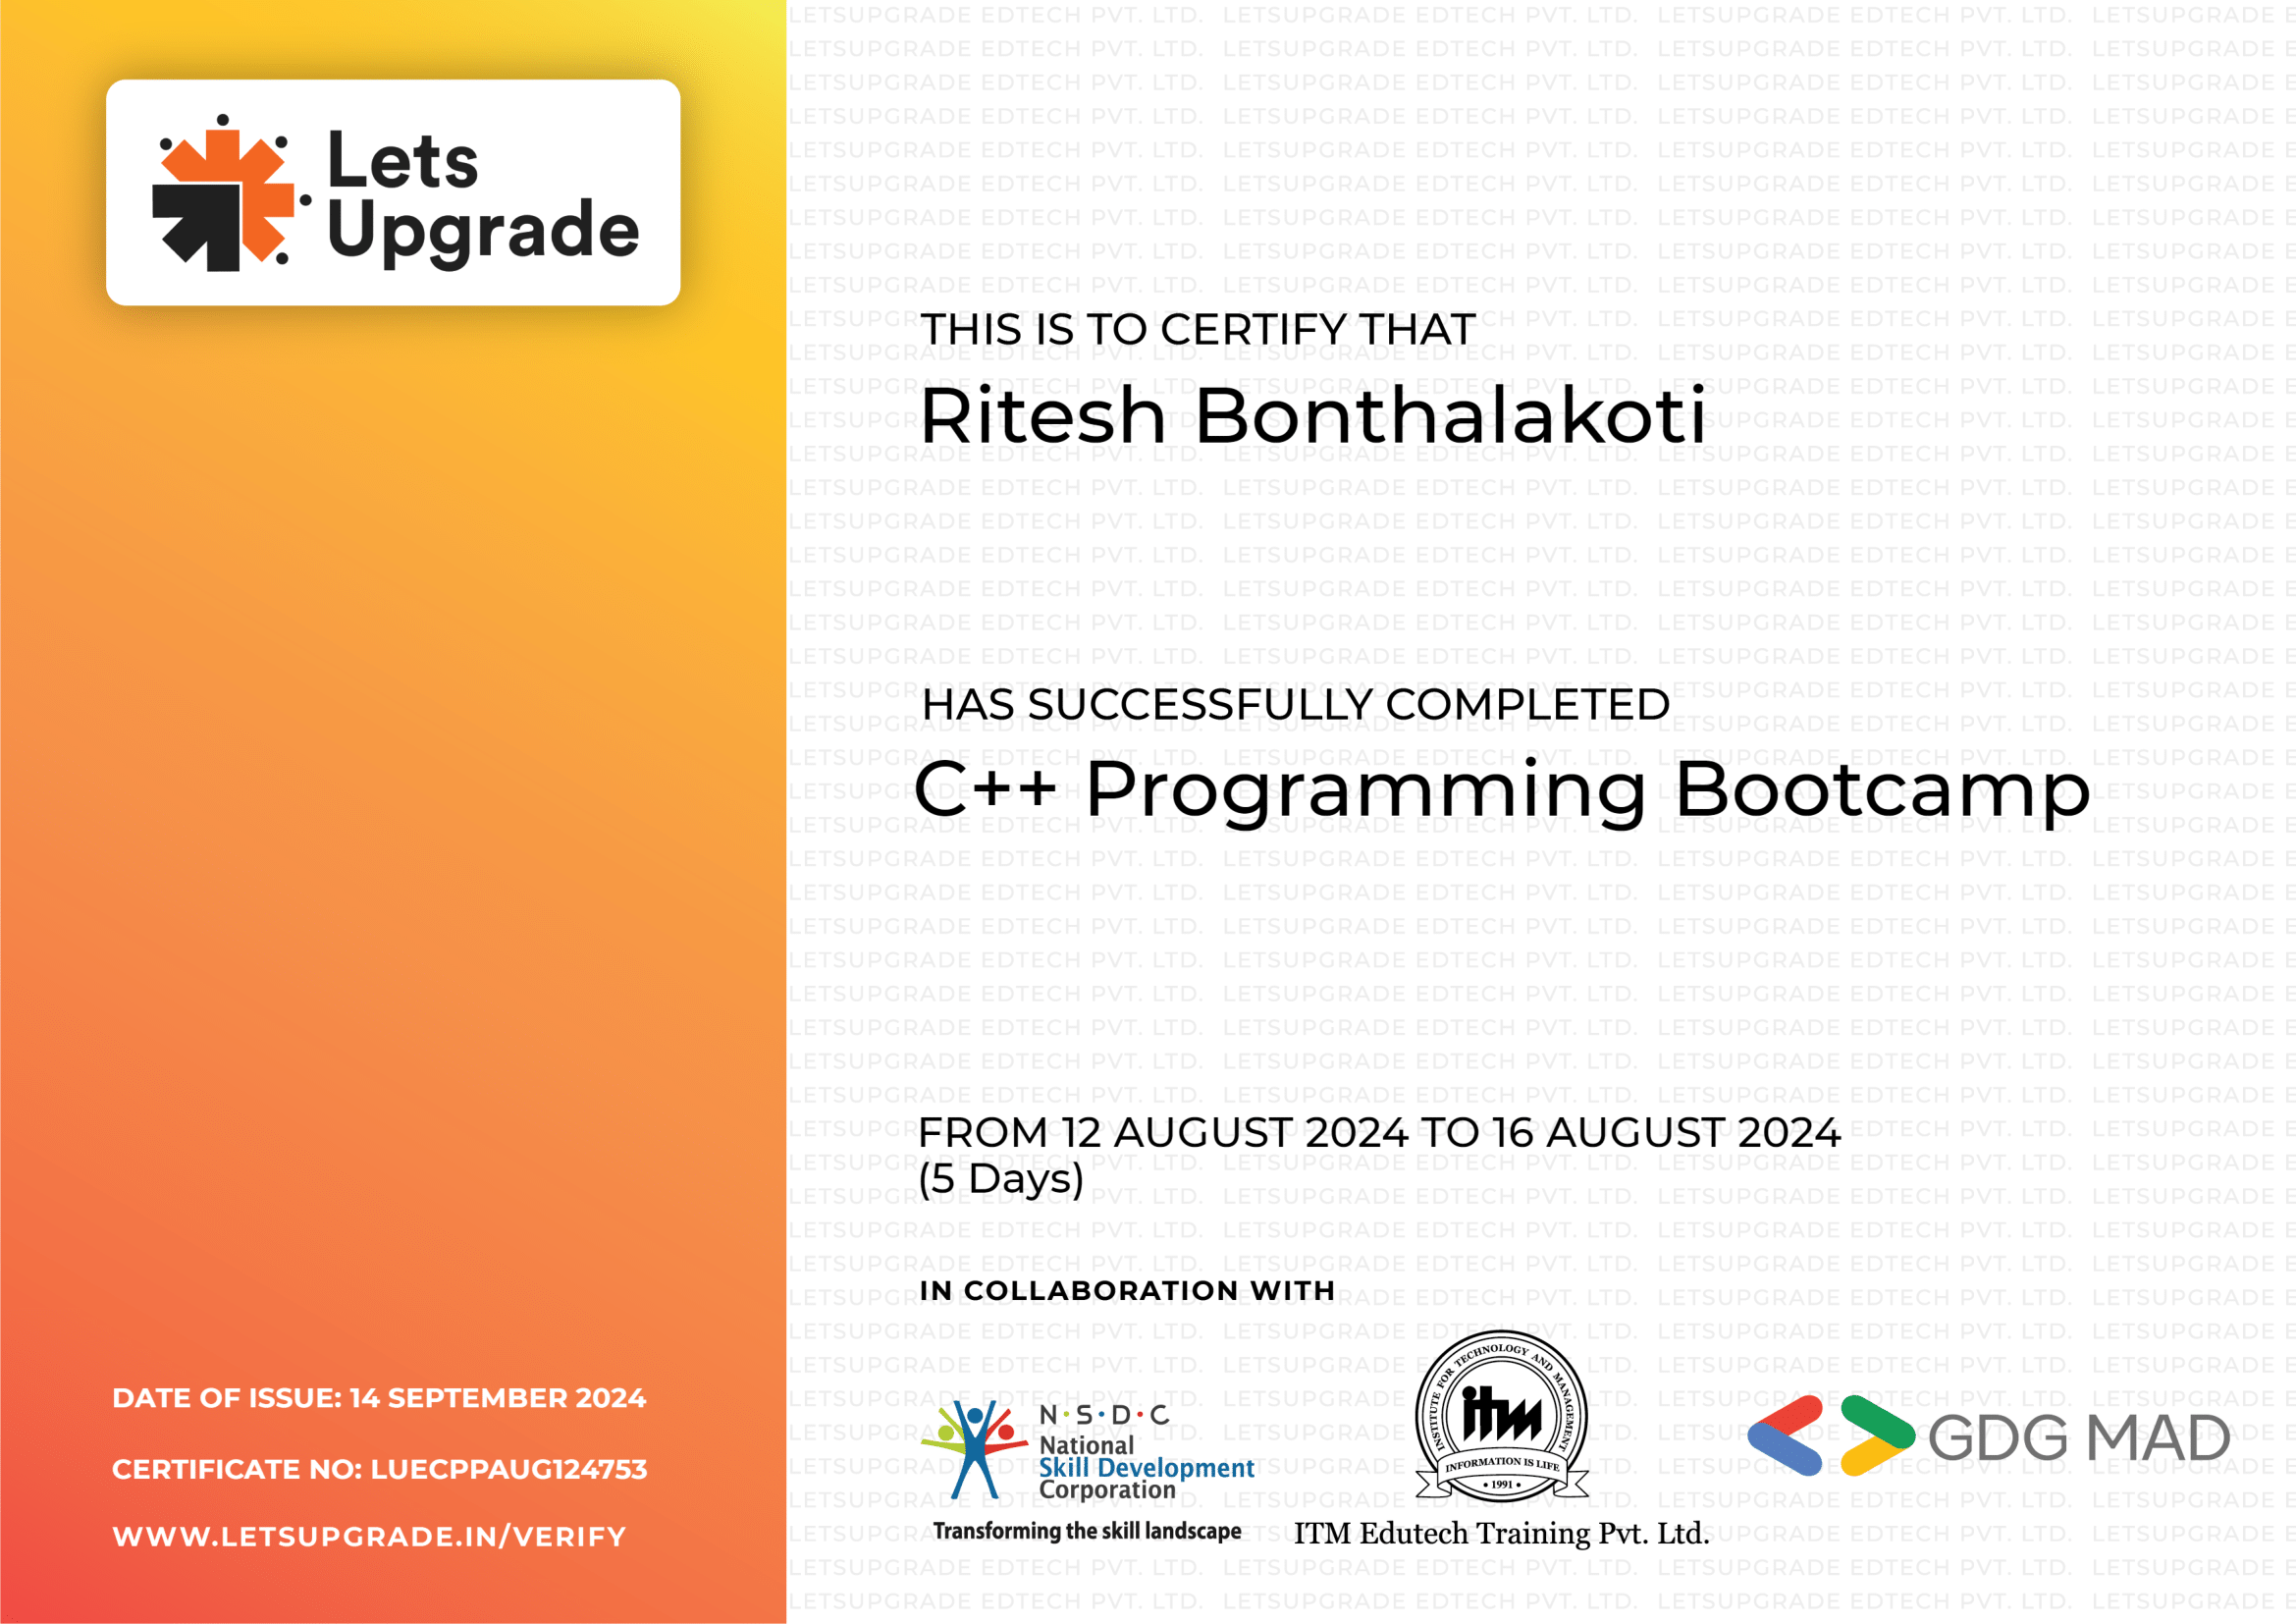 Lets
Upgrade
THIS IS TO CERTIFY THAT
Ritesh Bonthalakoti
HAS SUCCESSFULLY COMPLETED
C++ Programming Bootcamp
FROM 12 AUGUST 2024 TO 16 AUGUST 2024
(5 Days)
IN COLLABORATION WITH
N·S·D·C
National
Skill Development
Corporation
Transforming the skill landscape
INSTITUTE FOR TECHNOLOGY AND MANAGEMENT
itm
INFORMATION IS LIFE
• 1991 •
ITM Edutech Training Pvt. Ltd.
GDG MAD
DATE OF ISSUE: 14 SEPTEMBER 2024
CERTIFICATE NO: LUECPPAUG124753
WWW.LETSUPGRADE.IN/VERIFY
LETSUPGRADE EDTECH PVT. LTD.